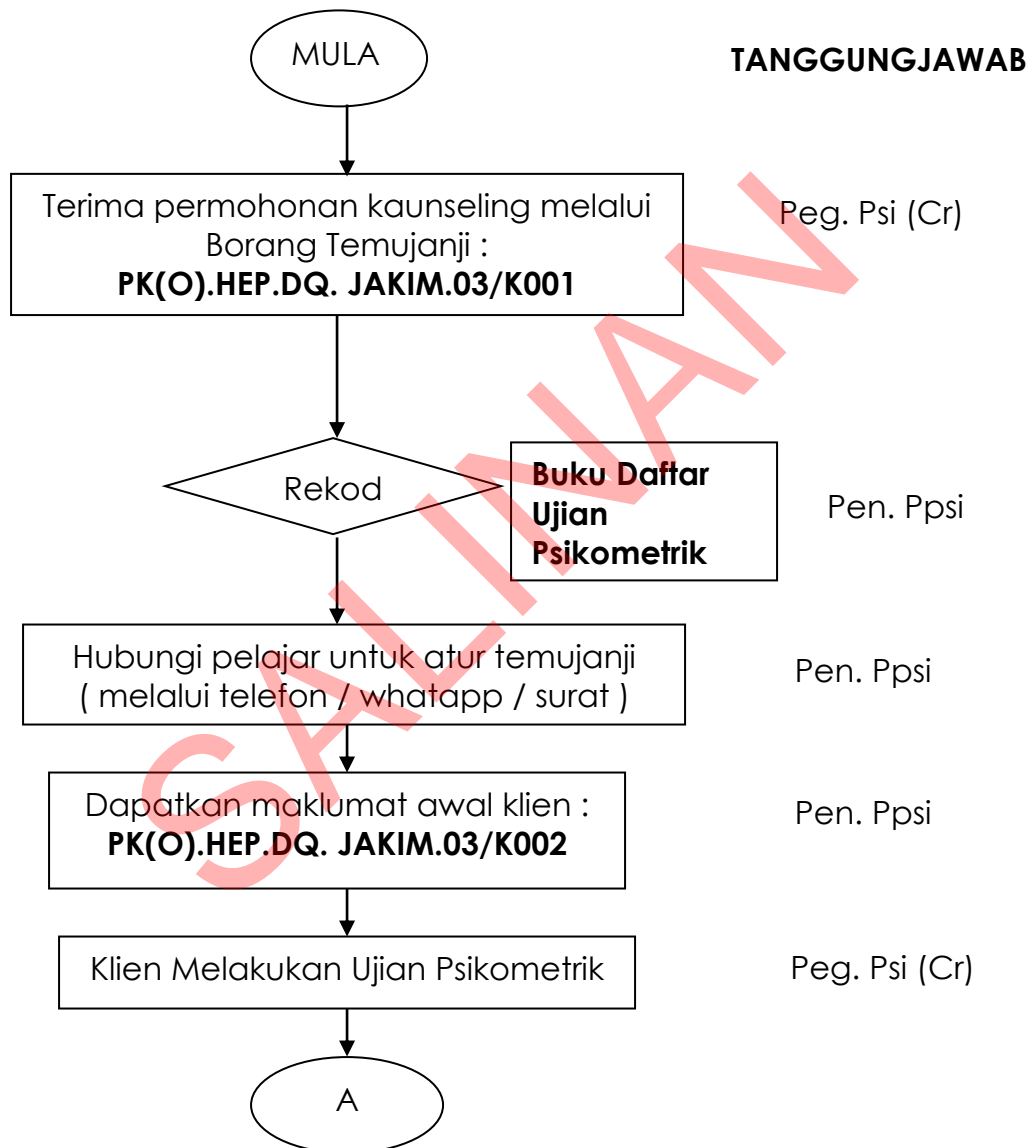 MULA
TANGGUNGJAWAB
Terima permohonan kaunseling melalui
Borang Temujanji :
PK(O).HEP.DQ. JAKIM.03/K001
Peg. Psi (Cr)
Rekod
Buku Daftar
Ujian
Psikometrik
Pen. Ppsi
Hubungi pelajar untuk atur temujanji
( melalui telefon / whatapp / surat )
Pen. Ppsi
Dapatkan maklumat awal klien :
PK(O).HEP.DQ. JAKIM.03/K002
Pen. Ppsi
Klien Melakukan Ujian Psikometrik
Peg. Psi (Cr)
A
SALINAN